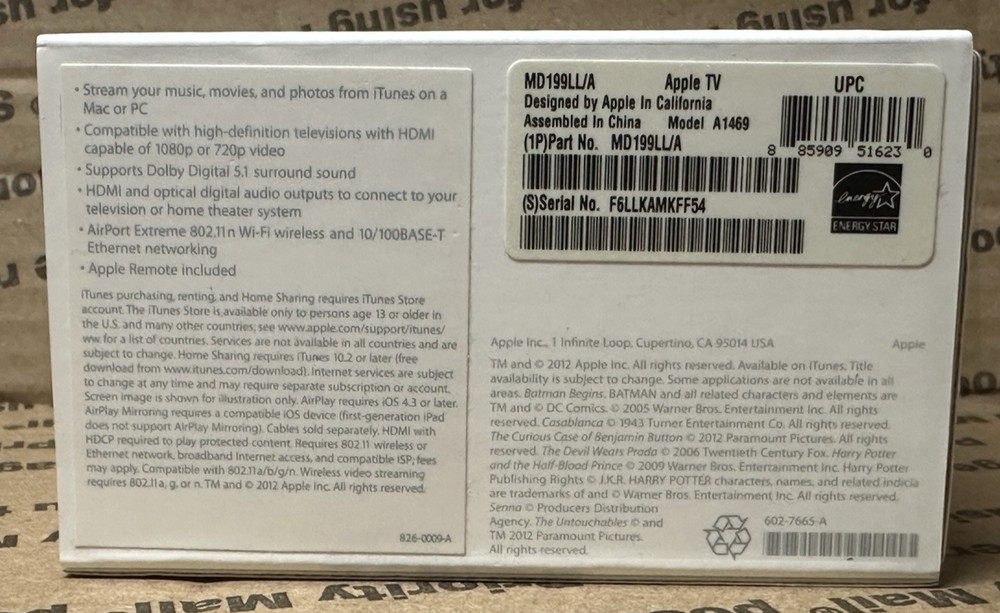 for using
using
• Stream your music, movies, and photos from iTunes on a
Mac or PC
• Compatible with high-definition televisions with HDMI
capable of 1080p or 720p video
• Supports Dolby Digital 5.1 surround sound
• HDMI and optical digital audio outputs to connect to your
television or home theater system
• AirPort Extreme 802.11n Wi-Fi wireless and 10/100BASE-T
Ethernet networking
• Apple Remote included
iTunes purchasing, renting, and Home Sharing requires iTunes Store
account. The iTunes Store is available only to persons age 13 or older in
the U.S. and many other countries; see www.apple.com/support/itunes/
ww for a list of countries. Services are not available in all countries and are
subject to change. Home Sharing requires iTunes 10.2 or later (free
download from www.itunes.com/download). Internet services are subject
to change at any time and may require separate subscription or account.
Screen image is shown for illustration only. AirPlay requires iOS 4.3 or later.
AirPlay Mirroring requires a compatible iOS device (first-generation iPad
does not support AirPlay Mirroring). Cables sold separately. HDMI with
HDCP required to play protected content. Requires 802.11 wireless or
Ethernet network, broadband Internet access, and compatible ISP; fees
may apply. Compatible with 802.11a/b/g/n. Wireless video streaming
requires 802.11a, g, or n. TM and © 2012 Apple Inc. All rights reserved.
826-0009-A
MD199LL/A Apple TV UPC
Designed by Apple In California
Assembled In China Model A1469
(1P)Part No. MD199LL/A
8 85909 51623 0
(S)Serial No. F6LLKAMKFF54
energy
ENERGY STAR
Apple Inc., 1 Infinite Loop, Cupertino, CA 95014 USA Apple
TM and © 2012 Apple Inc. All rights reserved. Available on iTunes. Title
availability is subject to change. Some applications are not available in all
areas. Batman Begins. BATMAN and all related characters and elements are
TM and © DC Comics. © 2005 Warner Bros. Entertainment Inc. All rights
reserved. Casablanca © 1943 Turner Entertainment Co. All rights reserved.
The Curious Case of Benjamin Button © 2012 Paramount Pictures. All rights
reserved. The Devil Wears Prada © 2006 Twentieth Century Fox. Harry Potter
and the Half-Blood Prince © 2009 Warner Bros. Entertainment Inc. Harry Potter
Publishing Rights © J.K.R. HARRY POTTER characters, names, and related indicia
are trademarks of and © Warner Bros. Entertainment Inc. All rights reserved.
Senna © Producers Distribution
Agency. The Untouchables © and
TM 2012 Paramount Pictures.
All rights reserved.
602-7665-A
Priority Mail